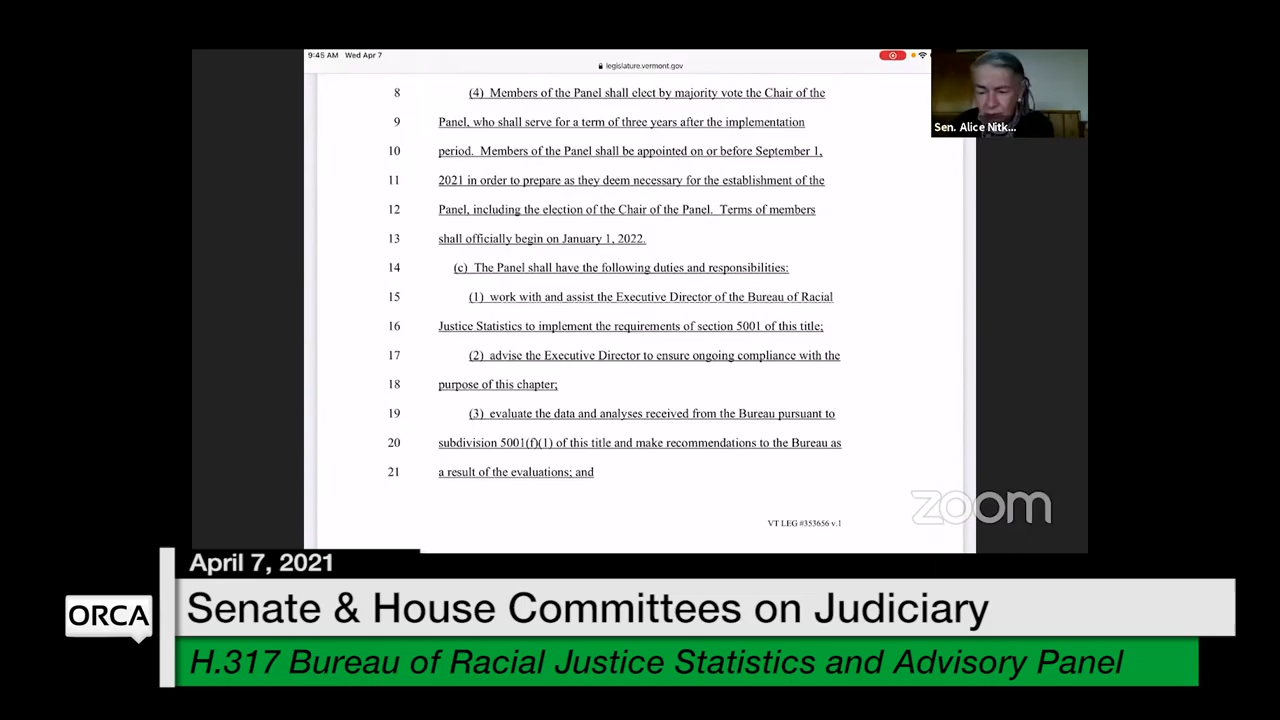 9:45 AM Wed Apr 7
legislature.vermont.gov
8 (4) Members of the Panel shall elect by majority vote the Chair of the
9 Panel, who shall serve for a term of three years after the implementation
10 period. Members of the Panel shall be appointed on or before September 1,
11 2021 in order to prepare as they deem necessary for the establishment of the
12 Panel, including the election of the Chair of the Panel. Terms of members
13 shall officially begin on January 1, 2022.
14 (c) The Panel shall have the following duties and responsibilities:
15 (1) work with and assist the Executive Director of the Bureau of Racial
16 Justice Statistics to implement the requirements of section 5001 of this title;
17 (2) advise the Executive Director to ensure ongoing compliance with the
18 purpose of this chapter;
19 (3) evaluate the data and analyses received from the Bureau pursuant to
20 subdivision 5001(f)(1) of this title and make recommendations to the Bureau as
21 a result of the evaluations; and
VT LEG #353656 v.1
Sen. Alice Nitk...
zoom
April 7, 2021
ORCA
Senate & House Committees on Judiciary
H.317 Bureau of Racial Justice Statistics and Advisory Panel